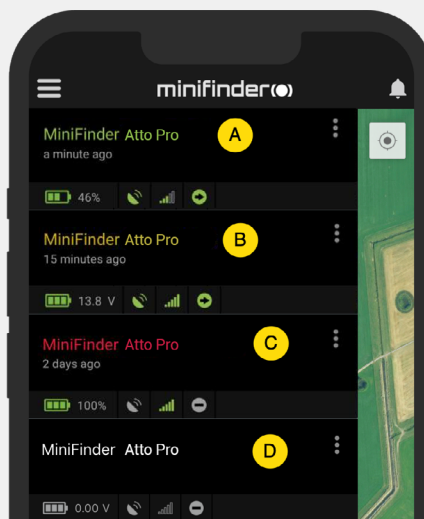 minifinder
MiniFinder Atto Pro A
a minute ago
46%
MiniFinder Atto Pro B
15 minutes ago
13.8 V
MiniFinder Atto Pro C
2 days ago
100%
MiniFinder Atto Pro D
0.00 V